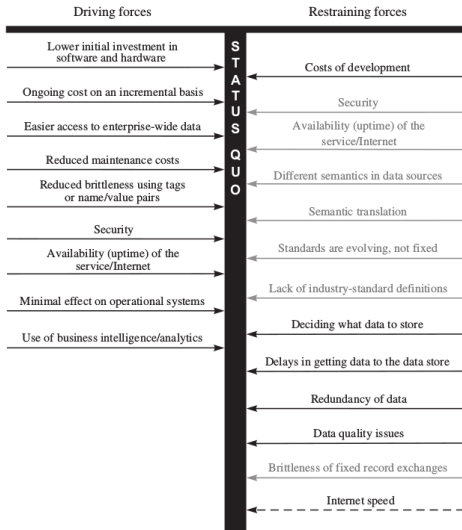 Driving forces
Restraining forces
STATUS QUO
Lower initial investment in
software and hardware
Ongoing cost on an incremental basis
Easier access to enterprise-wide data
Reduced maintenance costs
Reduced brittleness using tags
or name/value pairs
Security
Availability (uptime) of the
service/Internet
Minimal effect on operational systems
Use of business intelligence/analytics
Costs of development
Security
Availability (uptime) of the
service/Internet
Different semantics in data sources
Semantic translation
Standards are evolving, not fixed
Lack of industry-standard definitions
Deciding what data to store
Delays in getting data to the data store
Redundancy of data
Data quality issues
Brittleness of fixed record exchanges
Internet speed